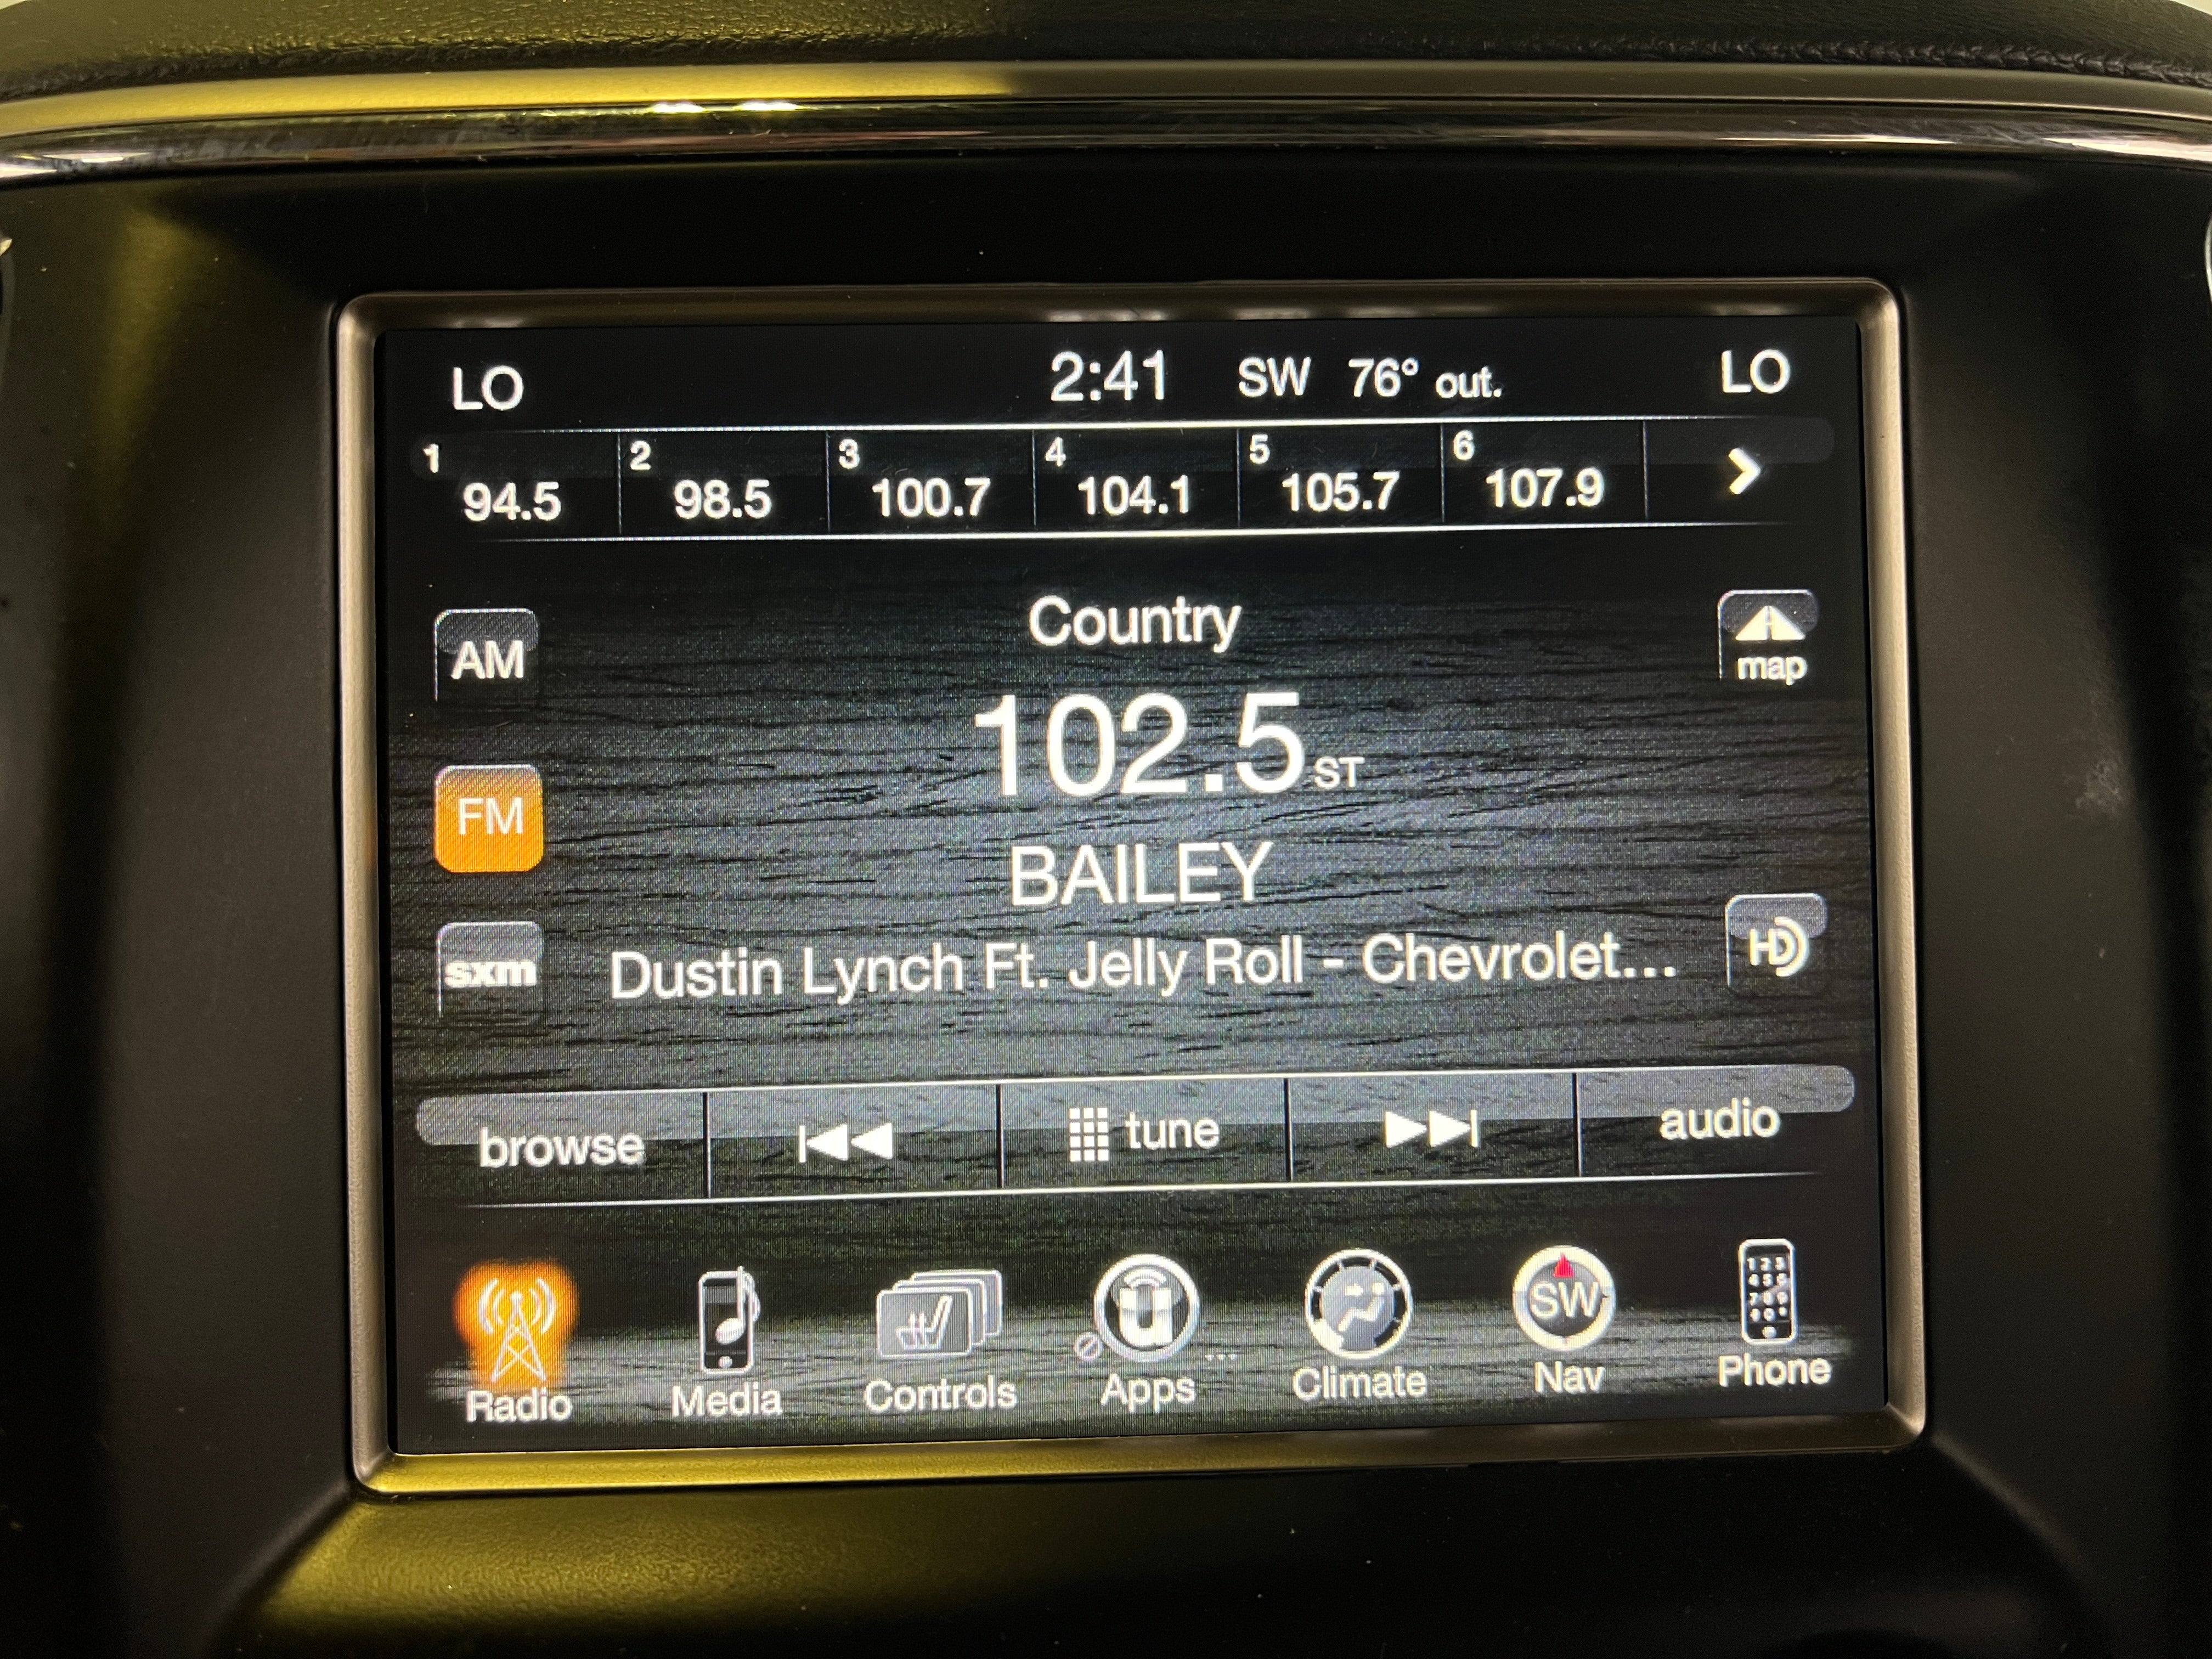 LO 2:41 SW 76° out. LO
1 2 3 4 5 6
94.5 98.5 100.7 104.1 105.7 107.9
Country
AM
map
102.5 ST
FM
BAILEY
HD
sxm Dustin Lynch Ft. Jelly Roll - Chevrolet...
browse tune audio
SW
Radio Media Controls Apps ... Climate Nav Phone